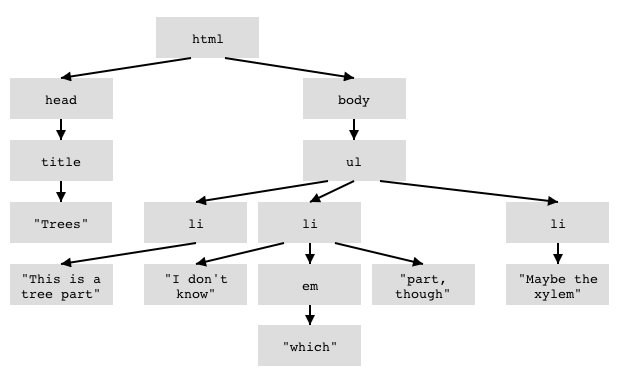 html
head
body
title
ul
"Trees"
li
li
li
"This is a
tree part"
"I don't
know"
em
"part,
though"
"Maybe the
xylem"
"which"